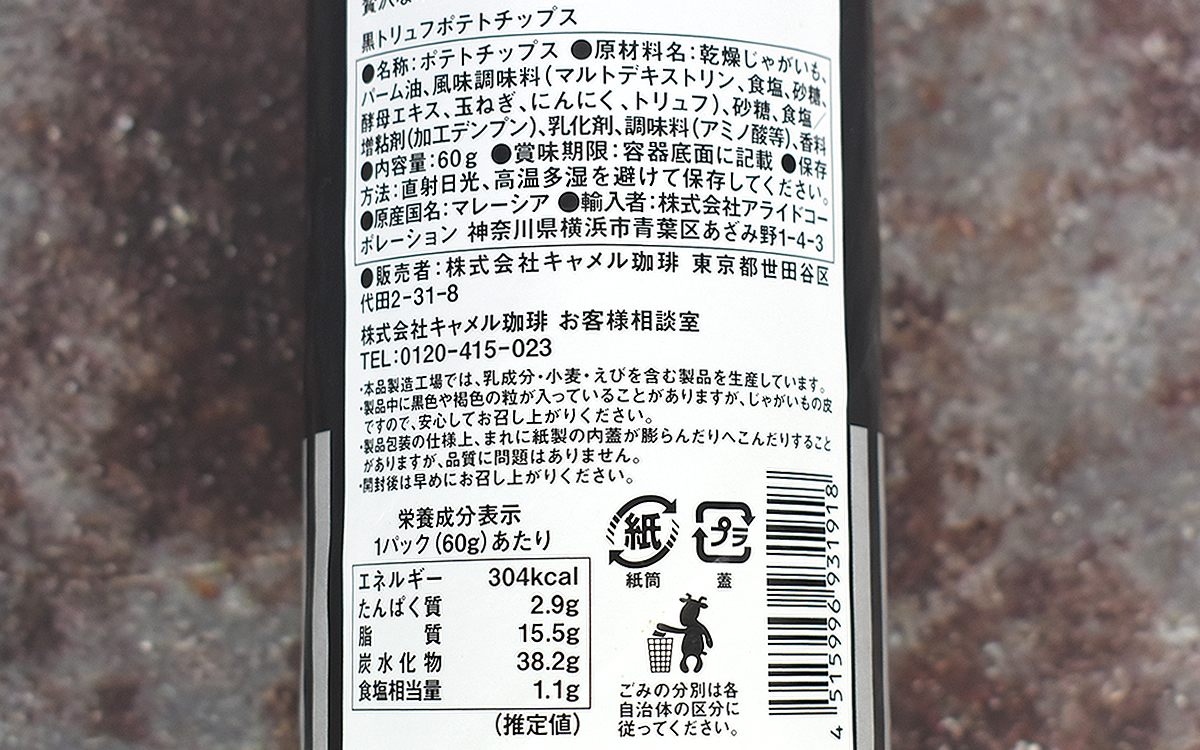 黒トリュフポテトチップス
●名称:ポテトチップス ●原材料名:乾燥じゃがいも、
パーム油、風味調味料(マルトデキストリン、食塩、砂糖、
酵母エキス、玉ねぎ、にんにく、トリュフ)、砂糖、食塩/
増粘剤(加工デンプン)、乳化剤、調味料(アミノ酸等)、香料
●内容量:60g ●賞味期限:容器底面に記載 ●保存
方法:直射日光、高温多湿を避けて保存してください。
●原産国名:マレーシア ●輸入者:株式会社アライドコー
ポレーション 神奈川県横浜市青葉区あざみ野1-4-3
●販売者:株式会社キャメル珈琲 東京都世田谷区
代田2-31-8
株式会社キャメル珈琲 お客様相談室
TEL:0120-415-023
・本品製造工場では、乳成分・小麦・えびを含む製品を生産しています。
・製品中に黒色や褐色の粒が入っていることがありますが、じゃがいもの皮
ですので、安心してお召し上がりください。
・製品包装の仕様上、まれに紙製の内蓋が膨らんだりへこんだりすること
がありますが、品質に問題はありません。
・開封後は早めにお召し上がりください。
栄養成分表示
1パック(60g)あたり
エネルギー 304kcal
たんぱく質 2.9g
脂質 15.5g
炭水化物 38.2g
食塩相当量 1.1g
(推定値)
紙
紙筒
プラ
蓋
ごみの分別は各
自治体の区分に
従ってください。
4 515996 931918